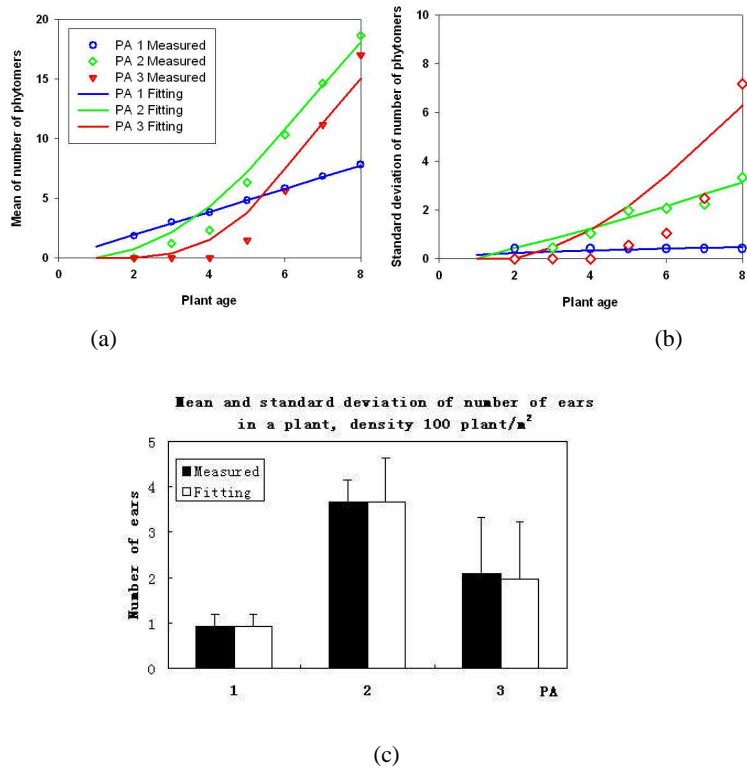 20
15
10
5
0
Mean of number of phytomers
PA 1 Measured
PA 2 Measured
PA 3 Measured
PA 1 Fitting
PA 2 Fitting
PA 3 Fitting
0 2 4 6 8
Plant age
(a)
10
8
6
4
2
0
Standard deviation of number of phytomers
0 2 4 6 8
Plant age
(b)
Mean and standard deviation of number of ears
in a plant, density 100 plant/m²
5
4
3
2
1
0
Number of ears
Measured
Fitting
1 2 3 PA
(c)